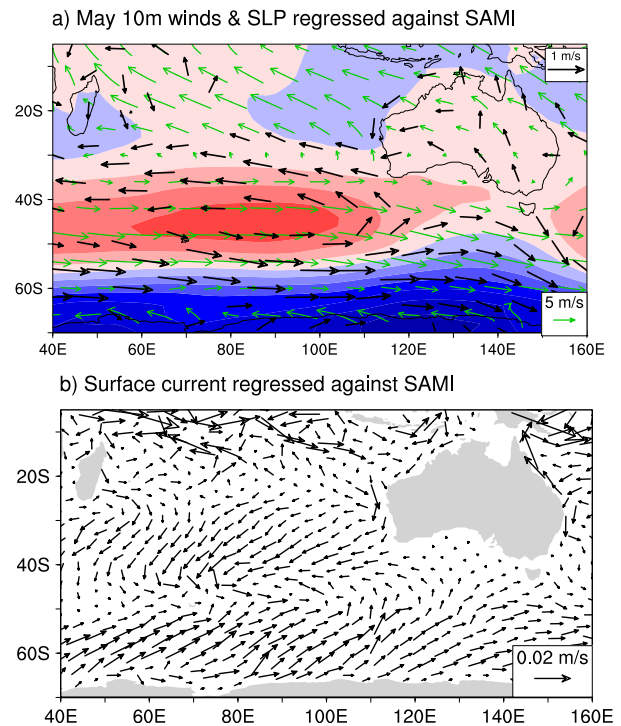 a) May 10m winds & SLP regressed against SAMI
1 m/s
20S
40S
60S
5 m/s
40E 60E 80E 100E 120E 140E 160E
b) Surface current regressed against SAMI
20S
40S
60S
0.02 m/s
40E 60E 80E 100E 120E 140E 160E